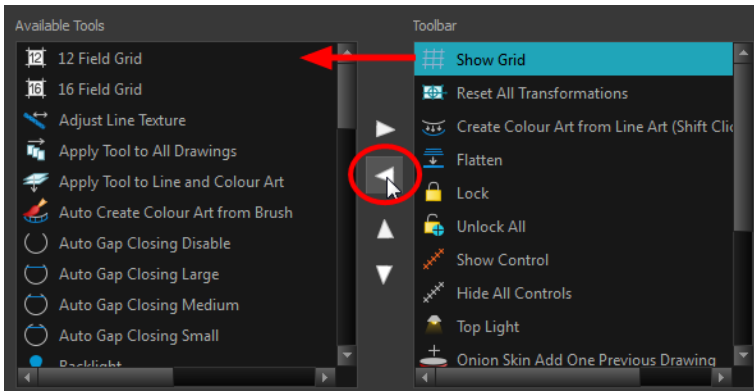 Available Tools
12 Field Grid
16 Field Grid
Adjust Line Texture
Apply Tool to All Drawings
Apply Tool to Line and Colour Art
Auto Create Colour Art from Brush
Auto Gap Closing Disable
Auto Gap Closing Large
Auto Gap Closing Medium
Auto Gap Closing Small
Backlight
Toolbar
Show Grid
Reset All Transformations
Create Colour Art from Line Art (Shift Clic
Flatten
Lock
Unlock All
Show Control
Hide All Controls
Top Light
Onion Skin Add One Previous Drawing